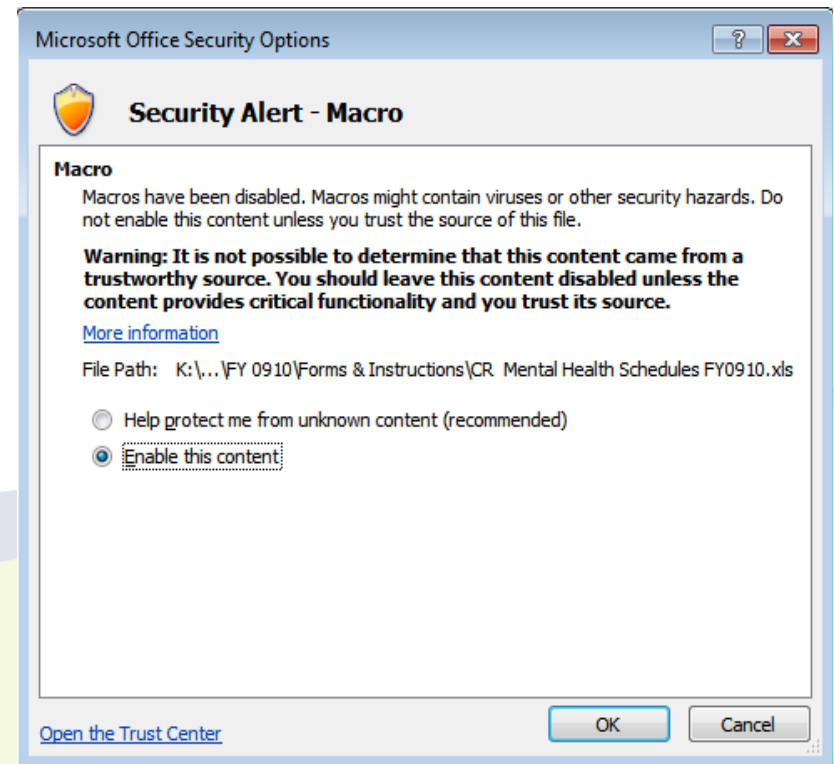 Microsoft Office Security Options
Security Alert - Macro
Macro
Macros have been disabled. Macros might contain viruses or other security hazards. Do
not enable this content unless you trust the source of this file.
Warning: It is not possible to determine that this content came from a
trustworthy source. You should leave this content disabled unless the
content provides critical functionality and you trust its source.
More information
File Path: K:\...\FY 0910\Forms & Instructions\CR  Mental Health Schedules FY0910.xls
Help protect me from unknown content (recommended)
Enable this content
Open the Trust Center
OK
Cancel